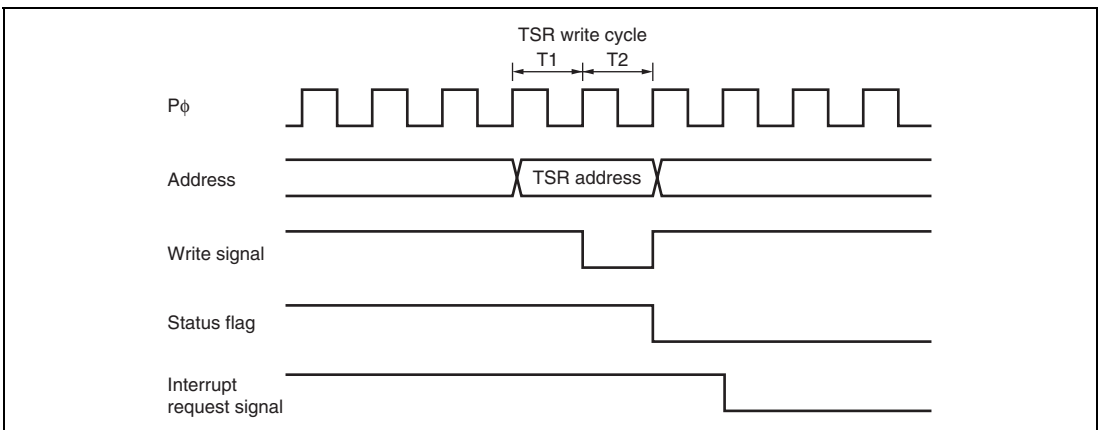 TSR write cycle
T1 T2
Pϕ
Address
TSR address
Write signal
Status flag
Interrupt
request signal